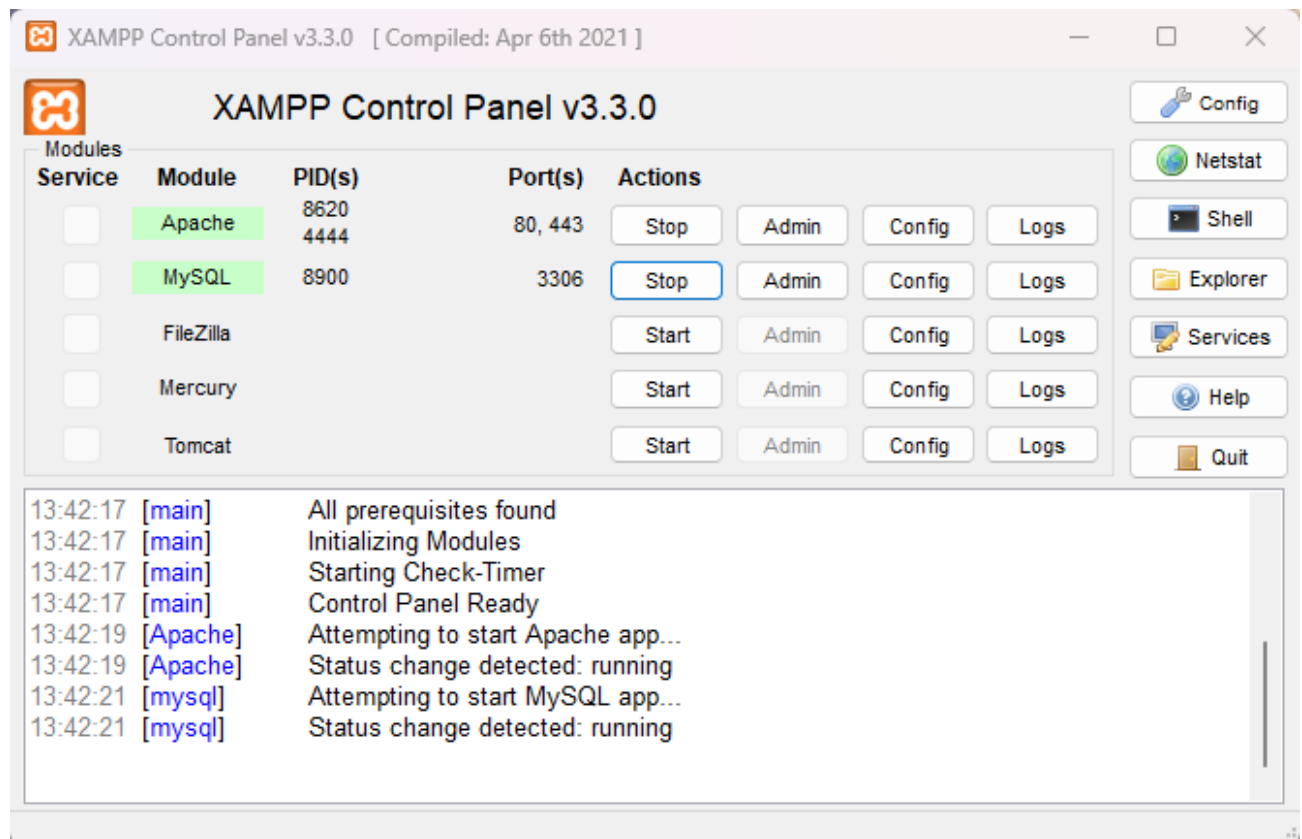 XAMPP Control Panel v3.3.0 [ Compiled: Apr 6th 2021 ]
XAMPP Control Panel v3.3.0
Config
Modules
Netstat
Service Module PID(s) Port(s) Actions
Apache 8620 80, 443 Stop Admin Config Logs
4444
Shell
MySQL 8900 3306 Stop Admin Config Logs
Explorer
FileZilla Start Admin Config Logs
Services
Mercury Start Admin Config Logs
Help
Tomcat Start Admin Config Logs
Quit
13:42:17 [main] All prerequisites found
13:42:17 [main] Initializing Modules
13:42:17 [main] Starting Check-Timer
13:42:17 [main] Control Panel Ready
13:42:19 [Apache] Attempting to start Apache app...
13:42:19 [Apache] Status change detected: running
13:42:21 [mysql] Attempting to start MySQL app...
13:42:21 [mysql] Status change detected: running